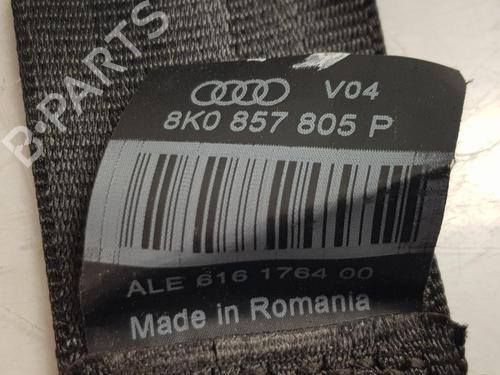 V04
8K0 857 805 P
ALE 616 1764 00
Made in Romania
B-PARTS